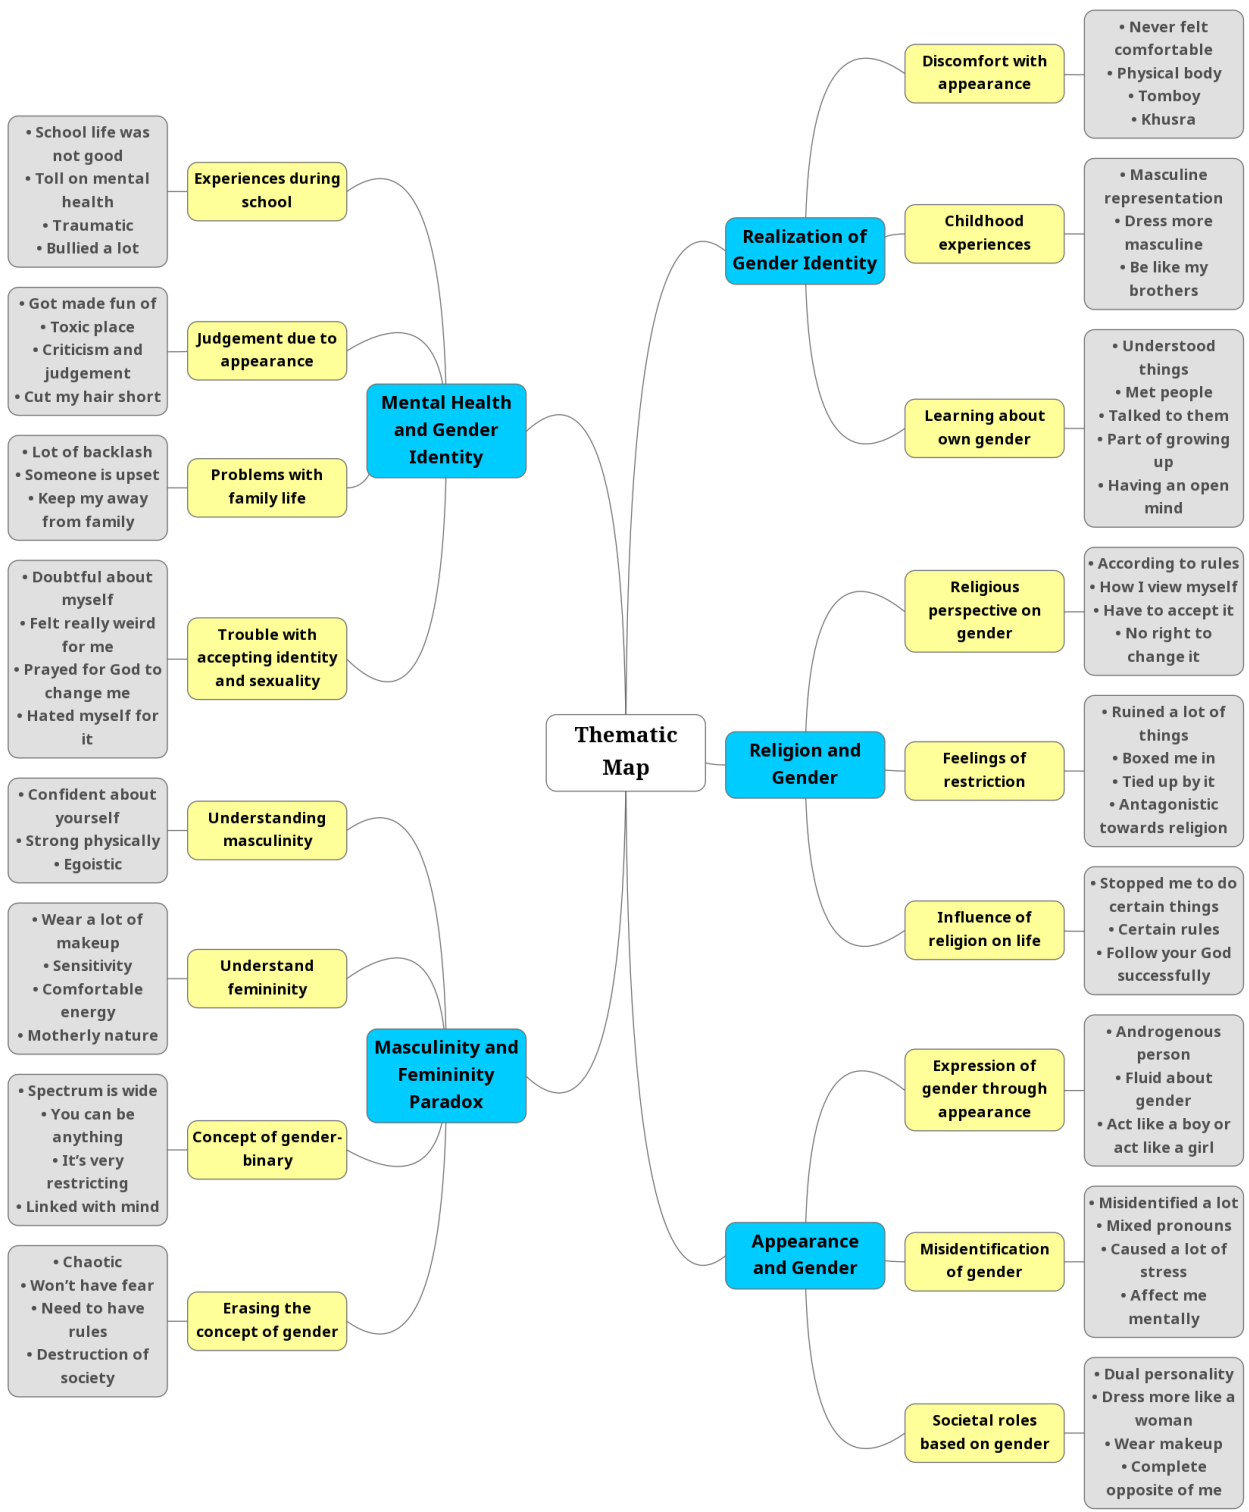 Thematic
Map
Mental Health
and Gender
Identity
Experiences during
school
• School life was
not good
• Toll on mental
health
• Traumatic
• Bullied a lot
Judgement due to
appearance
• Got made fun of
• Toxic place
• Criticism and
judgement
• Cut my hair short
Problems with
family life
• Lot of backlash
• Someone is upset
• Keep my away
from family
Trouble with
accepting identity
and sexuality
• Doubtful about
myself
• Felt really weird
for me
• Prayed for God to
change me
• Hated myself for
it
Masculinity and
Femininity
Paradox
Understanding
masculinity
• Confident about
yourself
• Strong physically
• Egoistic
Understand
femininity
• Wear a lot of
makeup
• Sensitivity
• Comfortable
energy
• Motherly nature
Concept of gender-
binary
• Spectrum is wide
• You can be
anything
• It’s very
restricting
• Linked with mind
Erasing the
concept of gender
• Chaotic
• Won’t have fear
• Need to have
rules
• Destruction of
society
Realization of
Gender Identity
Discomfort with
appearance
• Never felt
comfortable
• Physical body
• Tomboy
• Khusra
Childhood
experiences
• Masculine
representation
• Dress more
masculine
• Be like my
brothers
Learning about
own gender
• Understood
things
• Met people
• Talked to them
• Part of growing
up
• Having an open
mind
Religion and
Gender
Religious
perspective on
gender
• According to rules
• How I view myself
• Have to accept it
• No right to
change it
Feelings of
restriction
• Ruined a lot of
things
• Boxed me in
• Tied up by it
• Antagonistic
towards religion
Influence of
religion on life
• Stopped me to do
certain things
• Certain rules
• Follow your God
successfully
Appearance
and Gender
Expression of
gender through
appearance
• Androgenous
person
• Fluid about
gender
• Act like a boy or
act like a girl
Misidentification
of gender
• Misidentified a lot
• Mixed pronouns
• Caused a lot of
stress
• Affect me
mentally
Societal roles
based on gender
• Dual personality
• Dress more like a
woman
• Wear makeup
• Complete
opposite of me